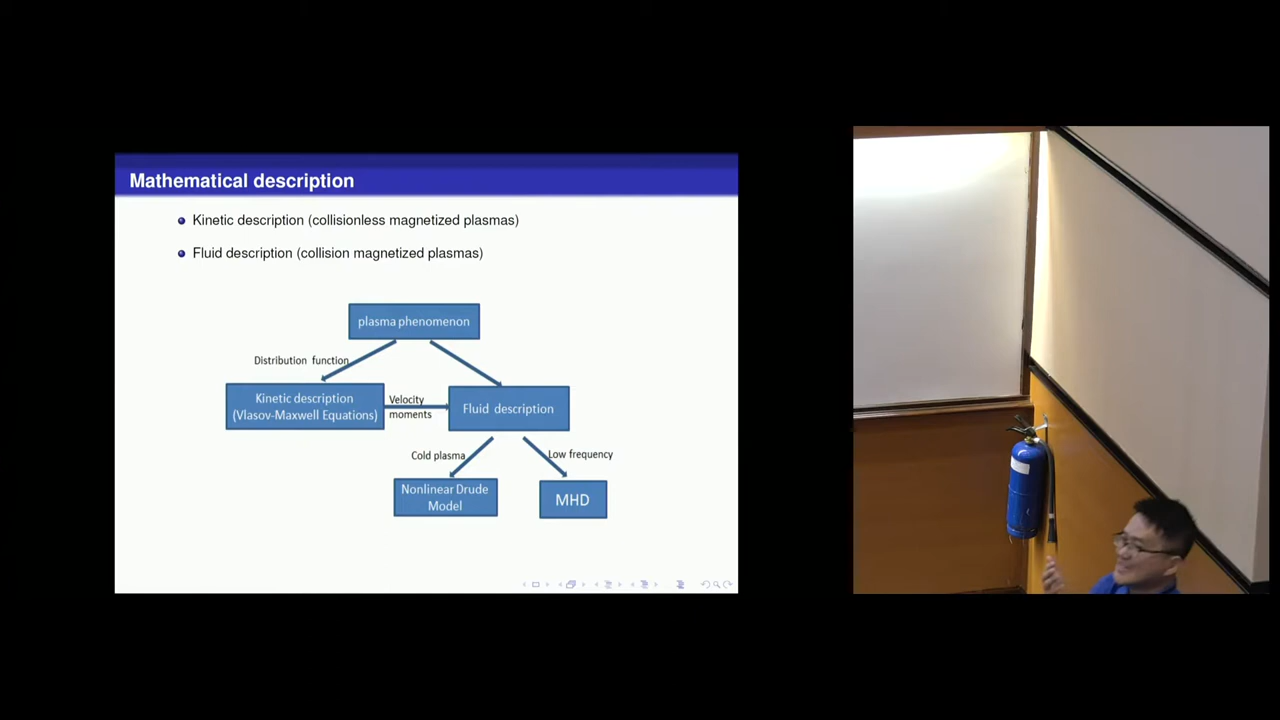 Mathematical description
Kinetic description (collisionless magnetized plasmas)
Fluid description (collision magnetized plasmas)
plasma phenomenon
Distribution function
Kinetic description
(Vlasov-Maxwell Equations)
Velocity
moments
Fluid description
Cold plasma
Low frequency
Nonlinear Drude
Model
MHD